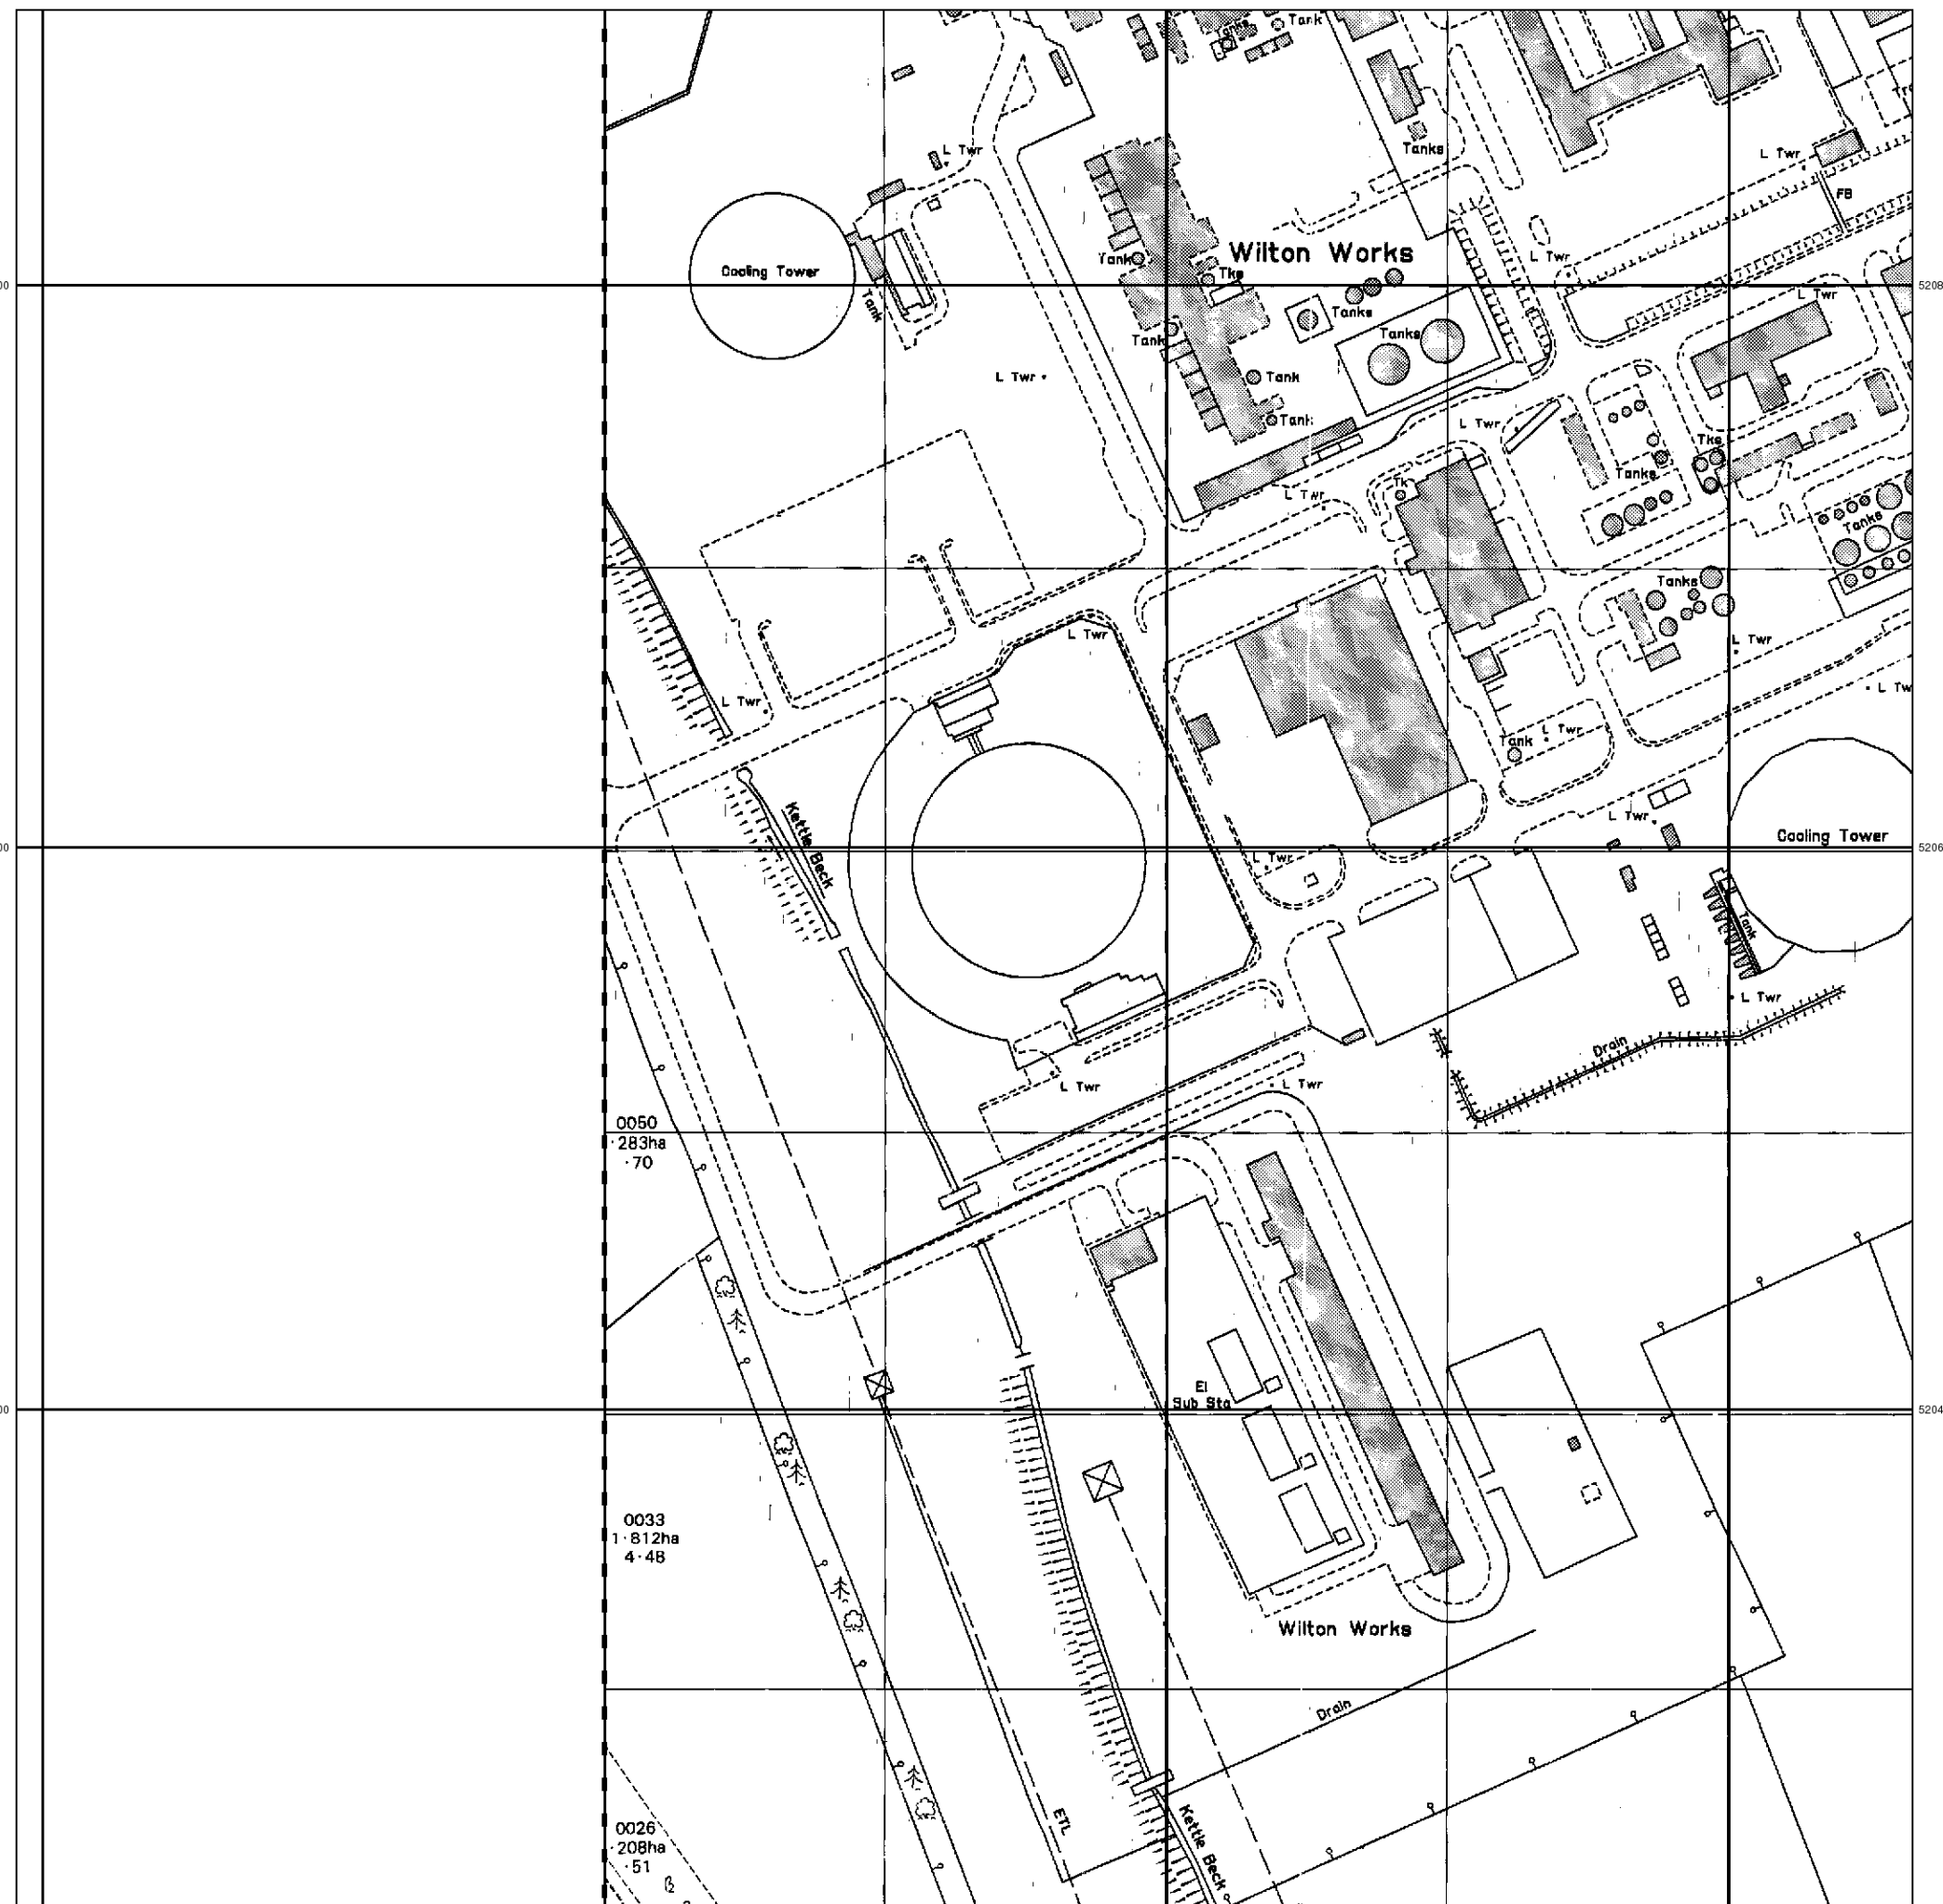 Tank
Tanks
L Twr
Tanks
L Twr
FB
Wilton Works
Cooling Tower
Tank
Tank
Tks
L Twr
5208
L Twr
Tanks
Tanks
Tank
L Twr
Tank
Tank
L Twr
Tks
Tanks
Tk
L Twr
Tanks
Tanks
L Twr
L Twr
L Tw
L Twr
L Twr
Tank
L Twr
Kettle Beck
Cooling Tower
5206
L Twr
Tank
L Twr
Drain
L Twr
L Twr
0050
·283ha
·70
El
Sub Sta
5204
0033
1·812ha
4·48
Wilton Works
Drain
ETL
Kettle Beck
0026
·208ha
·51